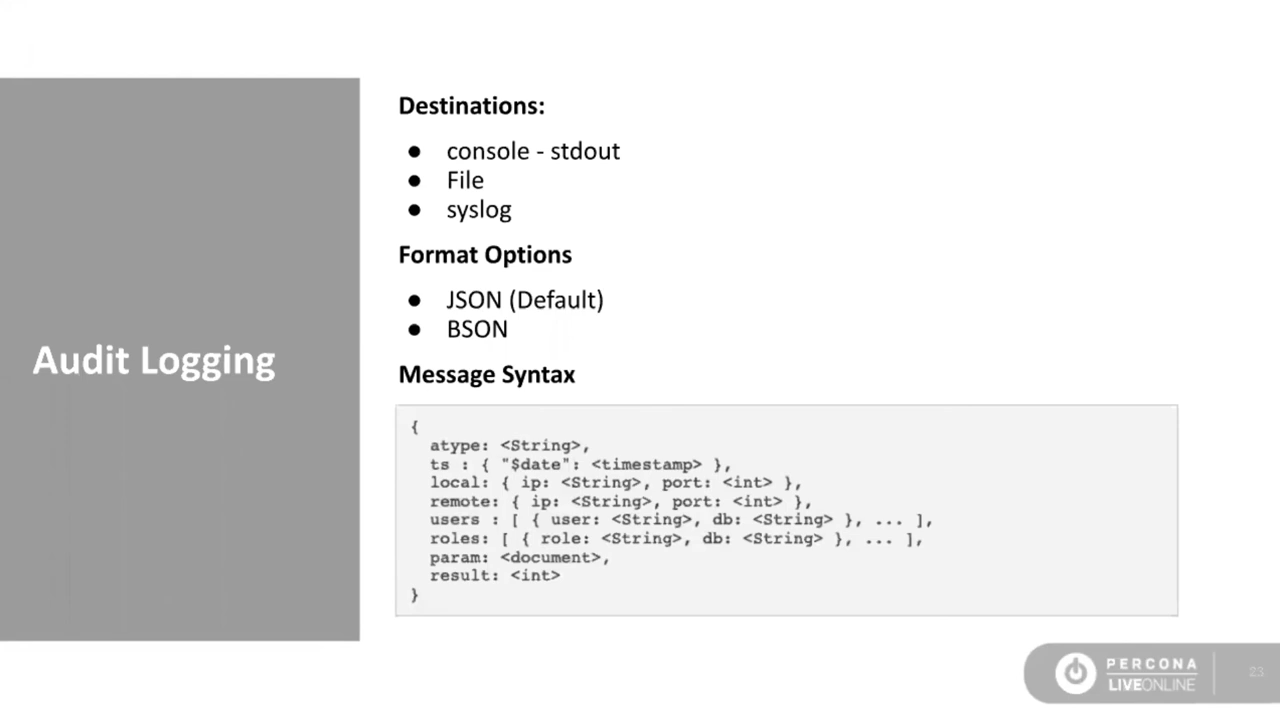 Audit Logging
Destinations:
● console - stdout
● File
● syslog
Format Options
● JSON (Default)
● BSON
Message Syntax
{
  atype: <String>,
  ts : { "$date": <timestamp> },
  local: { ip: <String>, port: <int> },
  remote: { ip: <String>, port: <int> },
  users : [ { user: <String>, db: <String> }, ... ],
  roles: [ { role: <String>, db: <String> }, ... ],
  param: <document>,
  result: <int>
}
PERCONA
LIVEONLINE
23